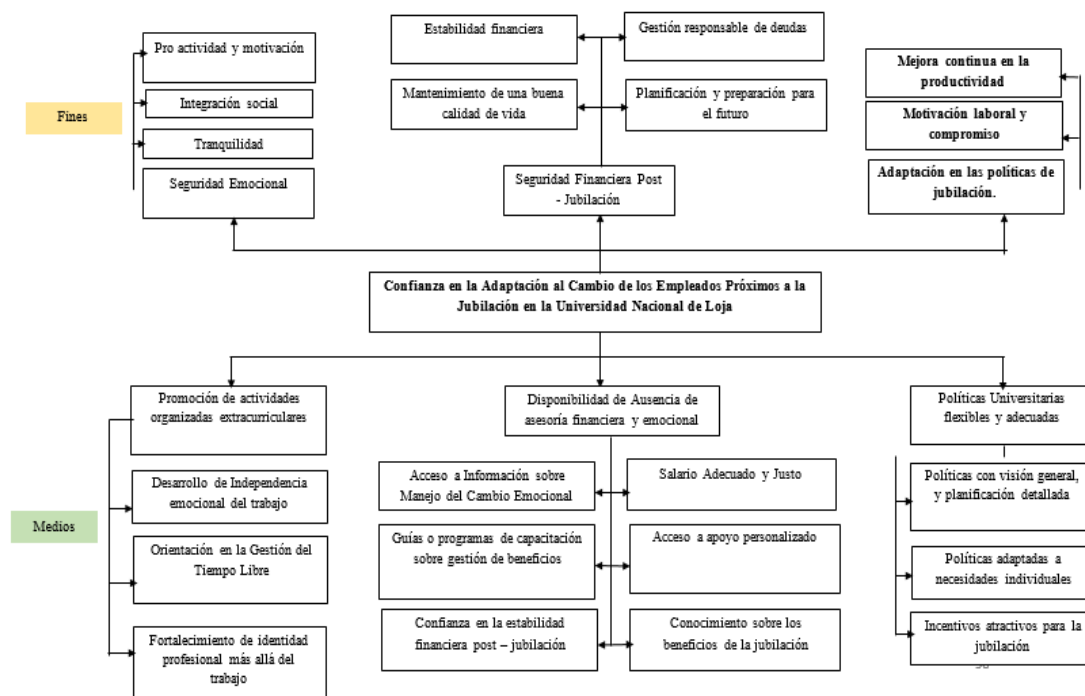 Fines
Pro actividad y motivación
Integración social
Tranquilidad
Seguridad Emocional
Estabilidad financiera
Gestión responsable de deudas
Mantenimiento de una buena
calidad de vida
Planificación y preparación para
el futuro
Seguridad Financiera Post
- Jubilación
Mejora continua en la
productividad
Motivación laboral y
compromiso
Adaptación en las políticas de
jubilación.
Confianza en la Adaptación al Cambio de los Empleados Próximos a la
Jubilación en la Universidad Nacional de Loja
Medios
Promoción de actividades
organizadas extracurriculares
Desarrollo de Independencia
emocional del trabajo
Orientación en la Gestión del
Tiempo Libre
Fortalecimiento de identidad
profesional más allá del
trabajo
Disponibilidad de Ausencia de
asesoría financiera y emocional
Acceso a Información sobre
Manejo del Cambio Emocional
Salario Adecuado y Justo
Guías o programas de capacitación
sobre gestión de beneficios
Acceso a apoyo personalizado
Confianza en la estabilidad
financiera post – jubilación
Conocimiento sobre los
beneficios de la jubilación
Políticas Universitarias
flexibles y adecuadas
Políticas con visión general,
y planificación detallada
Políticas adaptadas a
necesidades individuales
Incentivos atractivos para la
jubilación